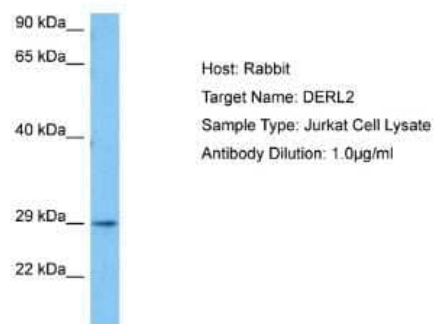 90 kDa
65 kDa
40 kDa
29 kDa
22 kDa
Host: Rabbit
Target Name: DERL2
Sample Type: Jurkat Cell Lysate
Antibody Dilution: 1.0µg/ml